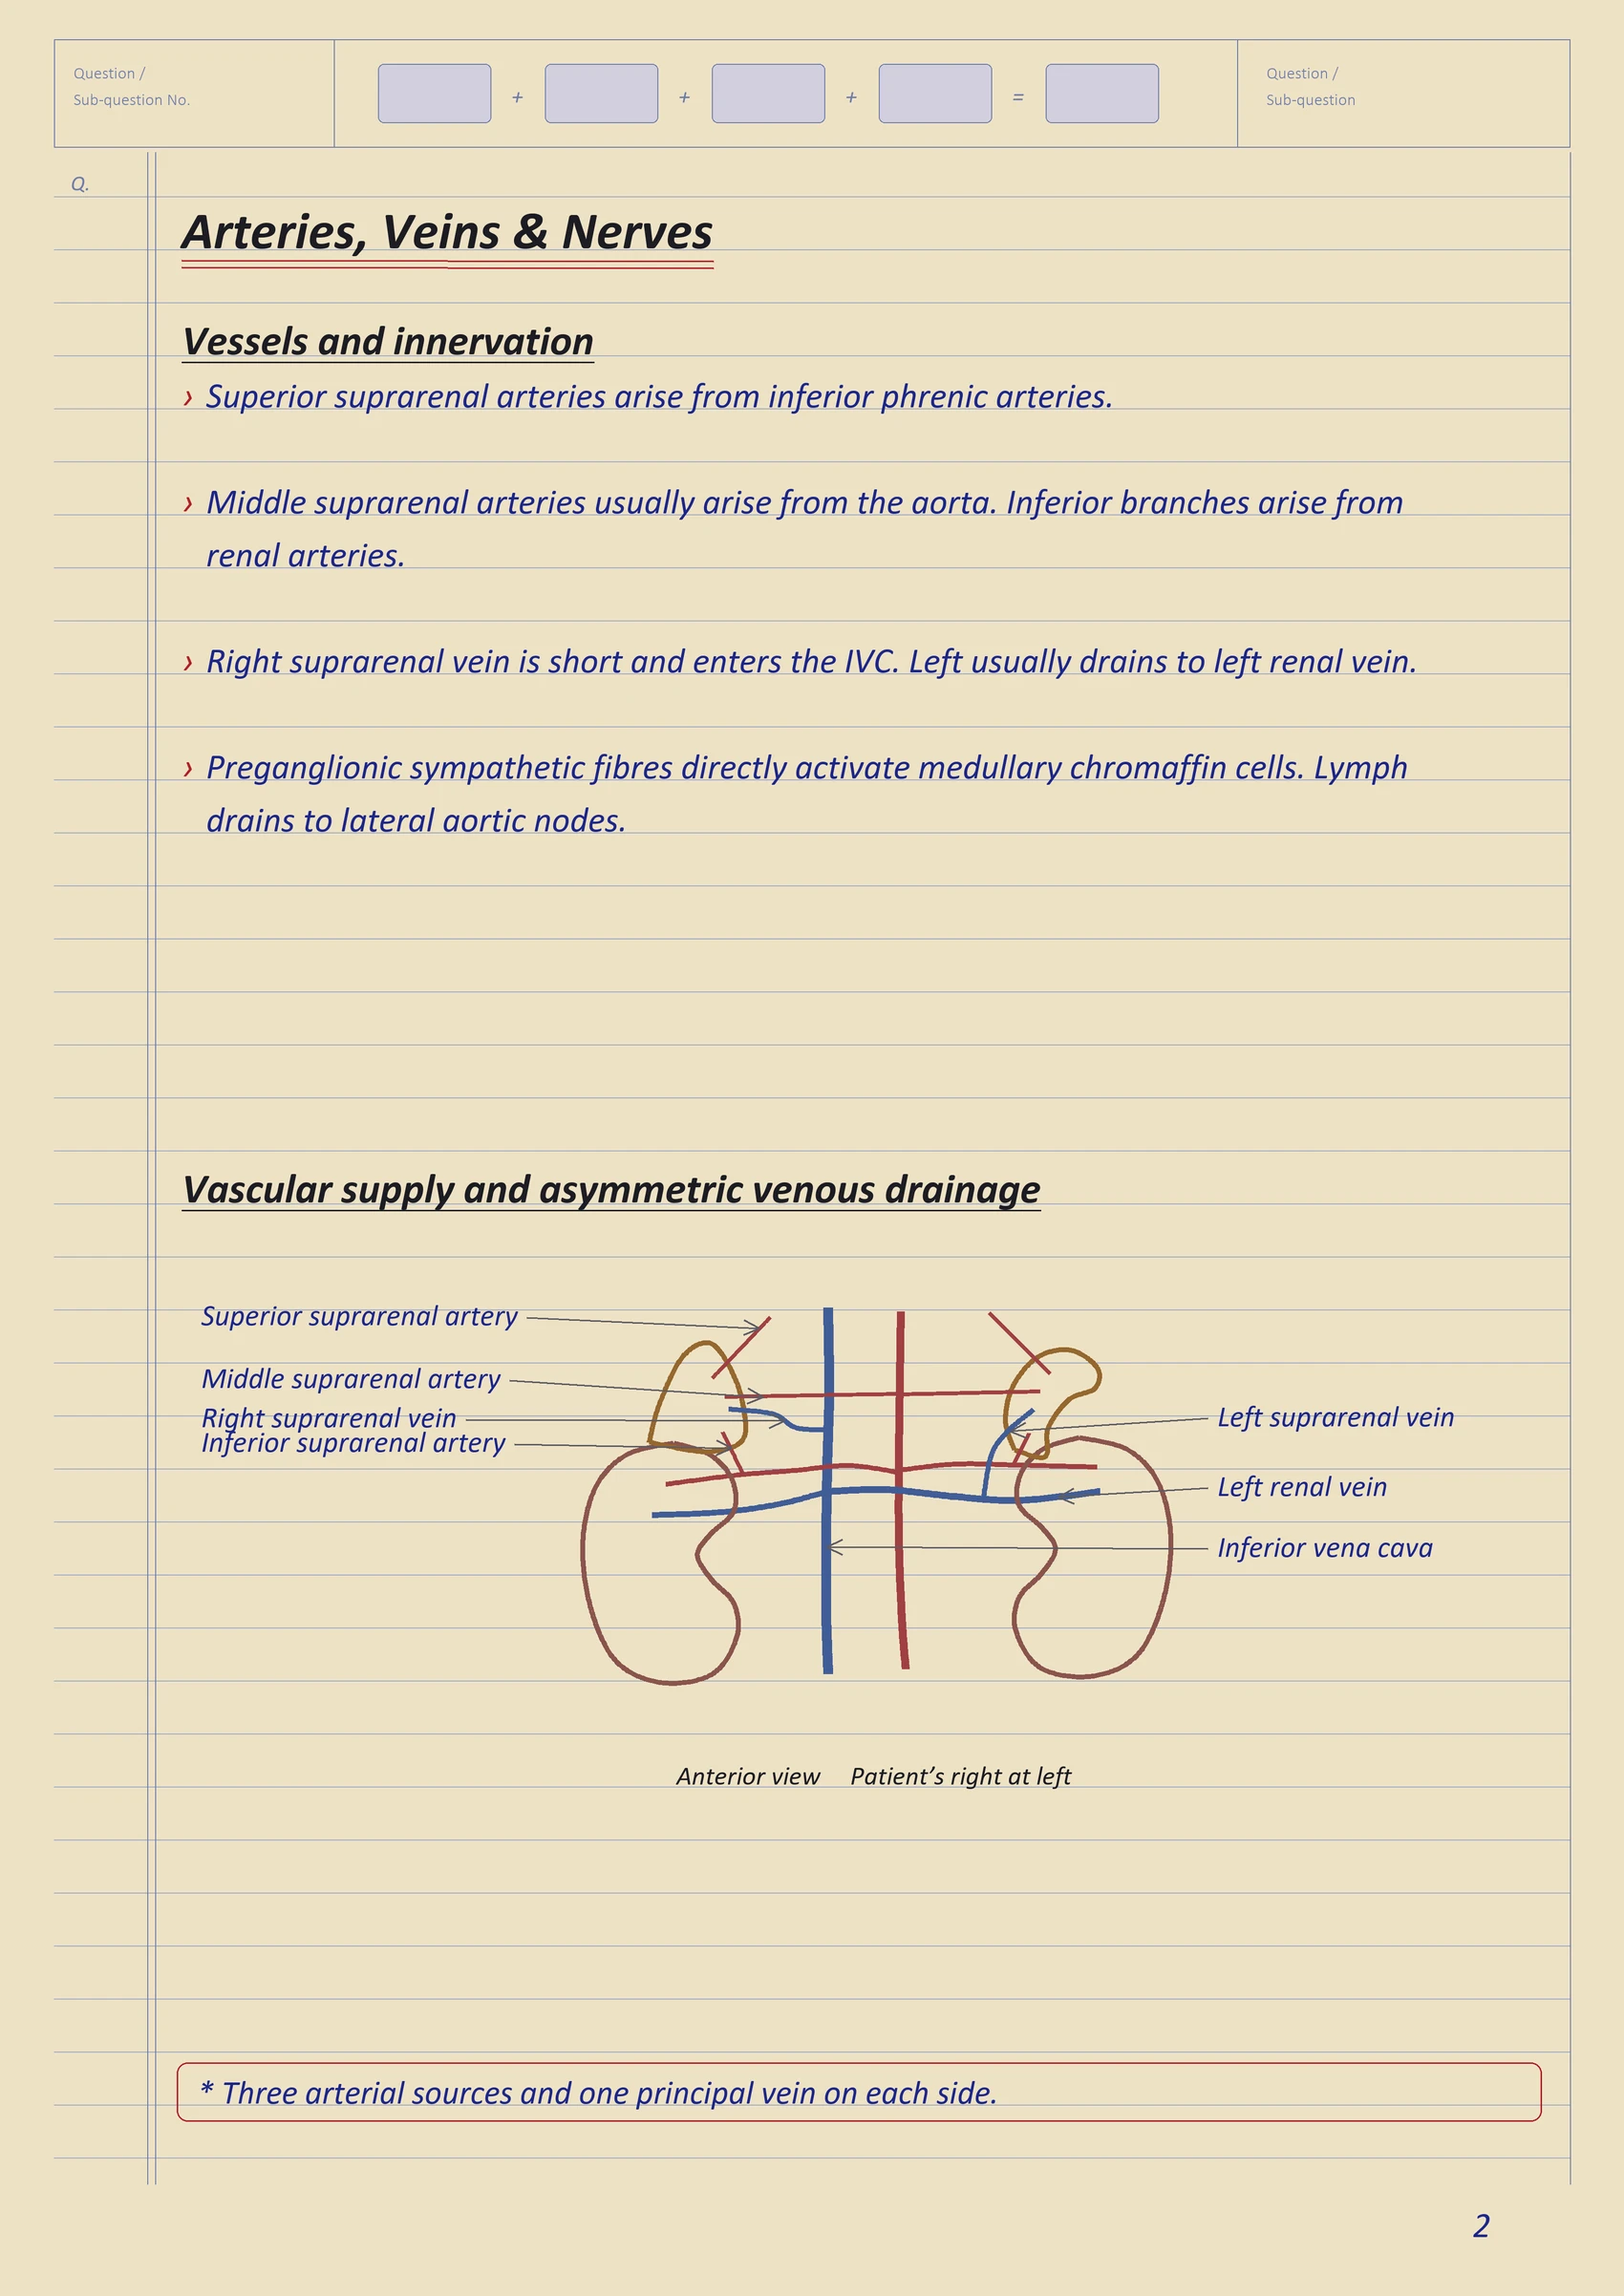 Question /
Sub-question No.
+ + + =
Question /
Sub-question
Q.
Arteries, Veins & Nerves
Vessels and innervation
› Superior suprarenal arteries arise from inferior phrenic arteries.
› Middle suprarenal arteries usually arise from the aorta. Inferior branches arise from
renal arteries.
› Right suprarenal vein is short and enters the IVC. Left usually drains to left renal vein.
› Preganglionic sympathetic fibres directly activate medullary chromaffin cells. Lymph
drains to lateral aortic nodes.
Vascular supply and asymmetric venous drainage
Superior suprarenal artery
Middle suprarenal artery
Right suprarenal vein
Inferior suprarenal artery
Left suprarenal vein
Left renal vein
Inferior vena cava
Anterior view Patient’s right at left
* Three arterial sources and one principal vein on each side.
2